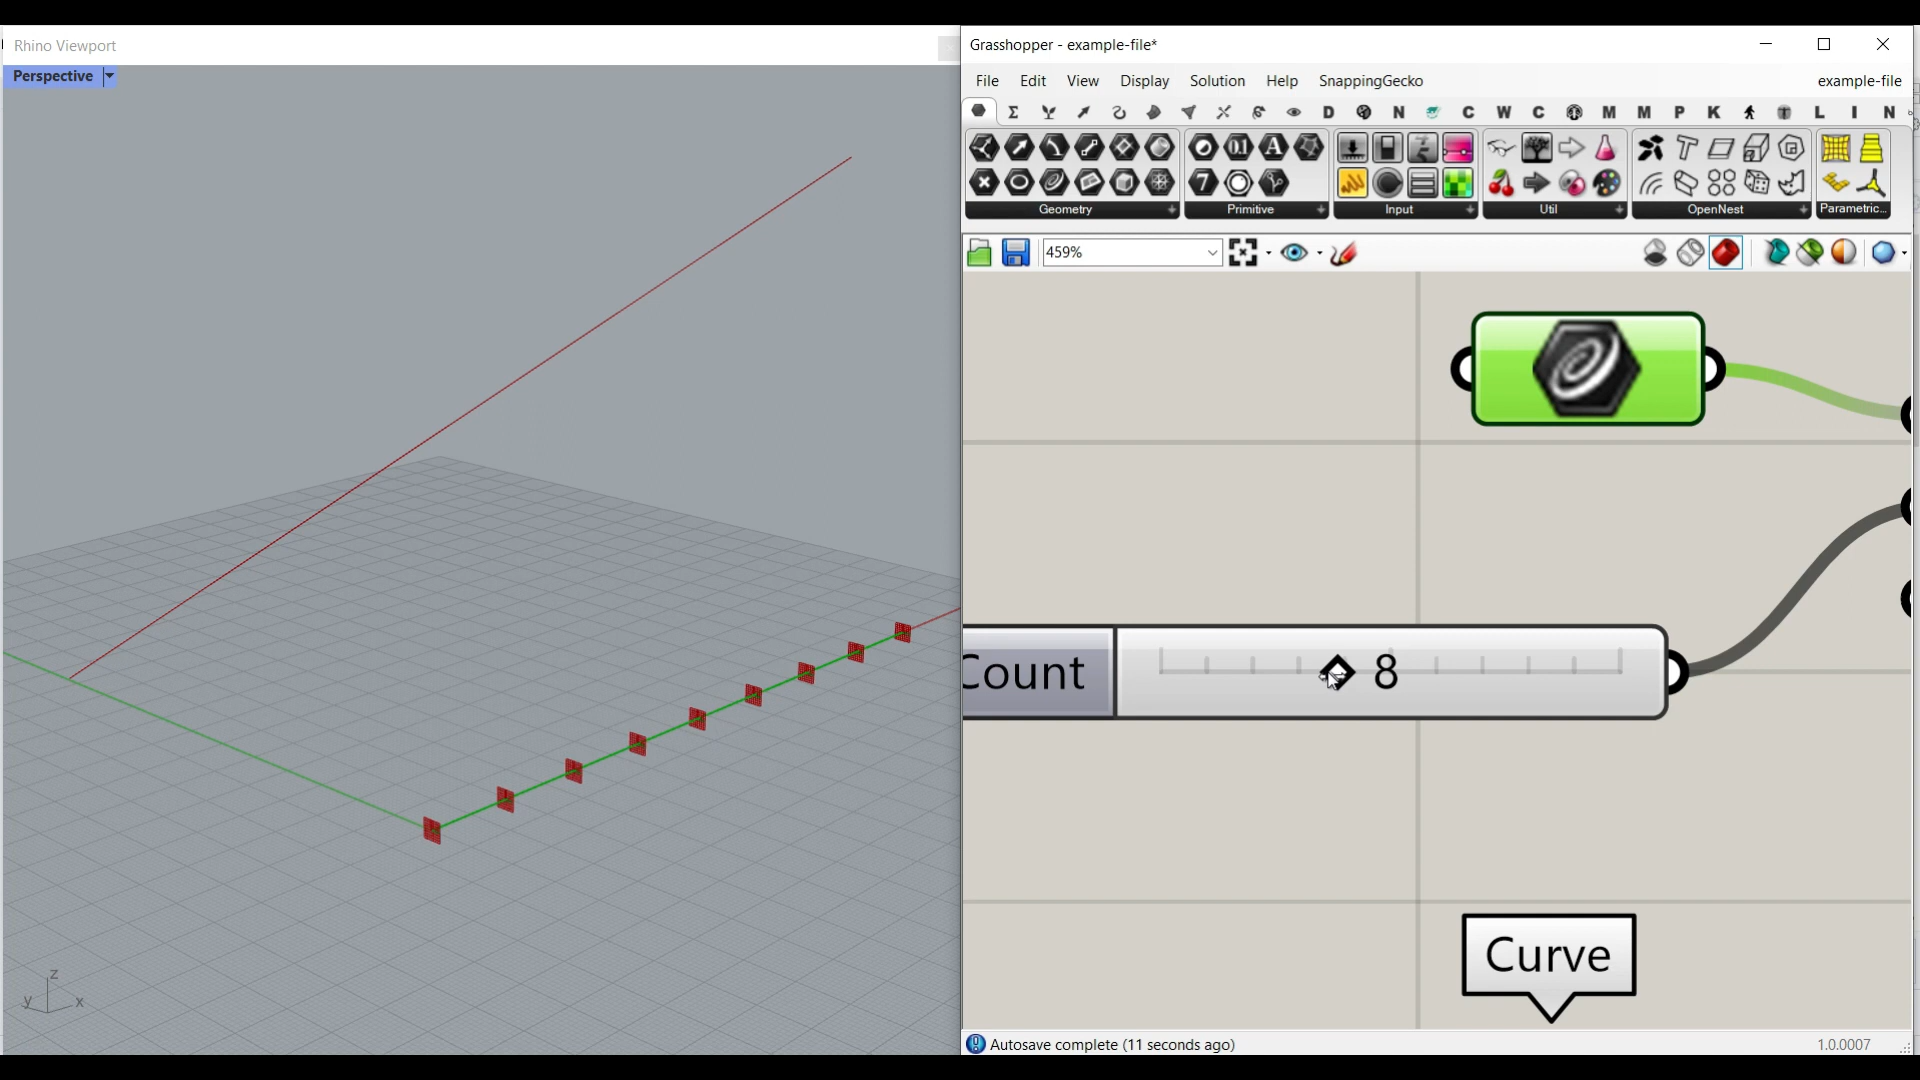 Rhino Viewport
Perspective
z
y x
Grasshopper - example-file*
File Edit View Display Solution Help SnappingGecko example-file
D N C W C M M P K L I N
Geometry Primitive Input Util OpenNest Parametric...
459%
Count 8
Curve
Autosave complete (11 seconds ago) 1.0.0007